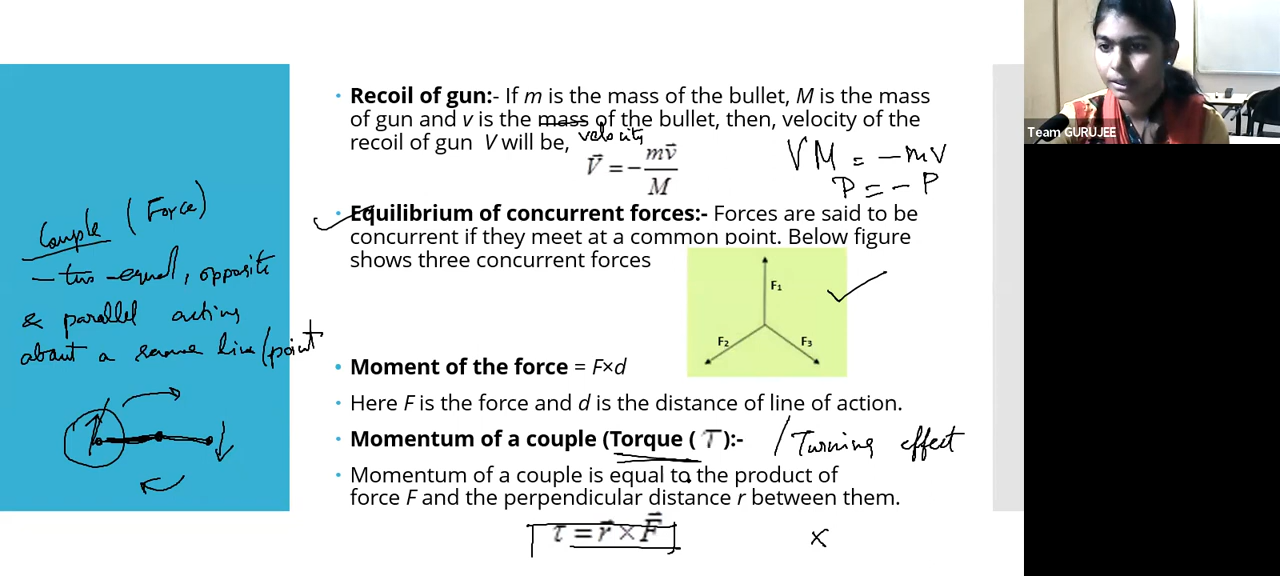 • Recoil of gun:- If m is the mass of the bullet, M is the mass
of gun and v is the mass of the bullet, then, velocity of the
velocity
recoil of gun V will be,
V⃗ = -mv⃗/M
VM = -mv
P = -P
• Equilibrium of concurrent forces:- Forces are said to be
concurrent if they meet at a common point. Below figure
shows three concurrent forces
F₁
F₂
F₃
• Moment of the force = F×d
• Here F is the force and d is the distance of line of action.
• Momentum of a couple (Torque (τ):- / Turning effect
• Momentum of a couple is equal to the product of
force F and the perpendicular distance r between them.
τ = r⃗ × F⃗
×
Couple (Force)
- two equal, opposite
& parallel acting
about a same line/point
Team GURUJEE